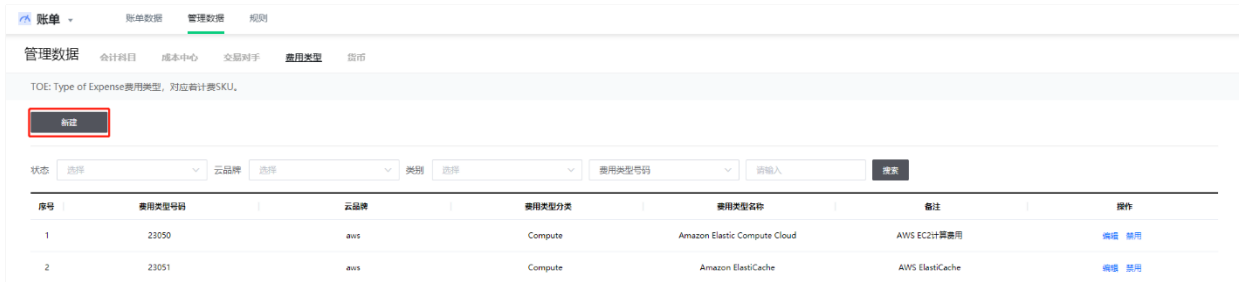 账单 账单数据 管理数据 规则
管理数据 会计科目 成本中心 交易对手 费用类型 货币
TOE: Type of Expense费用类型，对应着计费SKU。
新建
状态 选择 云品牌 选择 类别 选择 费用类型号码 请输入 搜索
序号 费用类型号码 云品牌 费用类型分类 费用类型名称 备注 操作
1 23050 aws Compute Amazon Elastic Compute Cloud AWS EC2计算费用 编辑 禁用
2 23051 aws Compute Amazon ElastiCache AWS ElastiCache 编辑 禁用